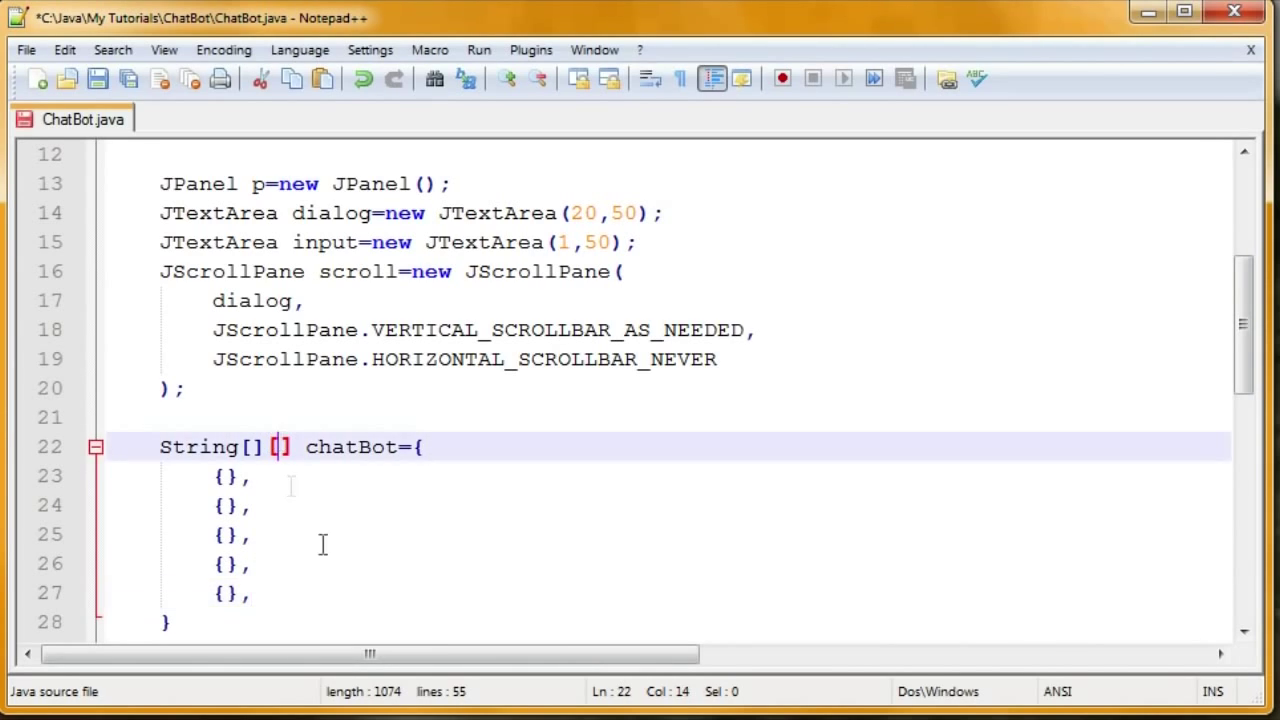 *C:\Java\My Tutorials\ChatBot\ChatBot.java - Notepad++
File Edit Search View Encoding Language Settings Macro Run Plugins Window ? X
ABC
ChatBot.java
12
13 JPanel p=new JPanel();
14 JTextArea dialog=new JTextArea(20,50);
15 JTextArea input=new JTextArea(1,50);
16 JScrollPane scroll=new JScrollPane(
17 dialog,
18 JScrollPane.VERTICAL_SCROLLBAR_AS_NEEDED,
19 JScrollPane.HORIZONTAL_SCROLLBAR_NEVER
20 );
21
22 String[][] chatBot={
23 {},
24 {},
25 {},
26 {},
27 {},
28 }
Java source file length : 1074 lines : 55 Ln : 22 Col : 14 Sel : 0 Dos\Windows ANSI INS